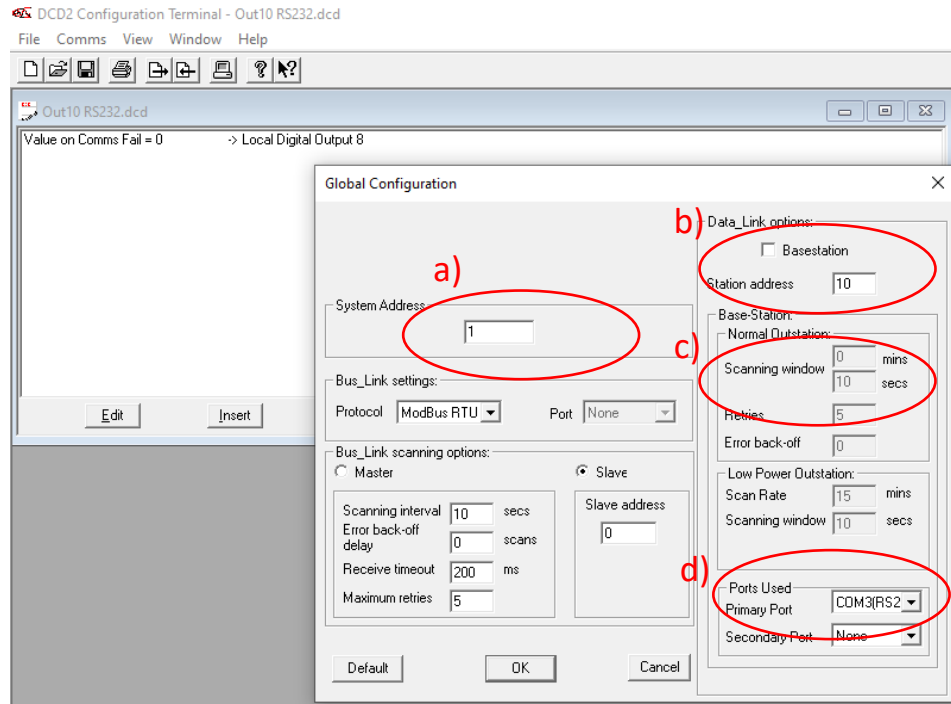 DCD2 Configuration Terminal - Out10 RS232.dcd
File Comms View Window Help
Out10 RS232.dcd
Value on Comms Fail = 0 -> Local Digital Output 8
Edit Insert
Global Configuration
a)
System Address
1
Bus_Link settings:
Protocol ModBus RTU Port None
Bus_Link scanning options:
Master Slave
Scanning interval 10 secs
Error back-off
delay 0 scans
Receive timeout 200 ms
Maximum retries 5
Slave address
0
Default OK Cancel
b)
Data_Link options:
Basestation
Station address 10
Base-Station:
Normal Outstation:
c)
Scanning window 0 mins
10 secs
Retries 5
Error back-off 0
Low Power Outstation:
Scan Rate 15 mins
Scanning window 10 secs
d)
Ports Used
Primary Port COM3(RS2
Secondary Port None